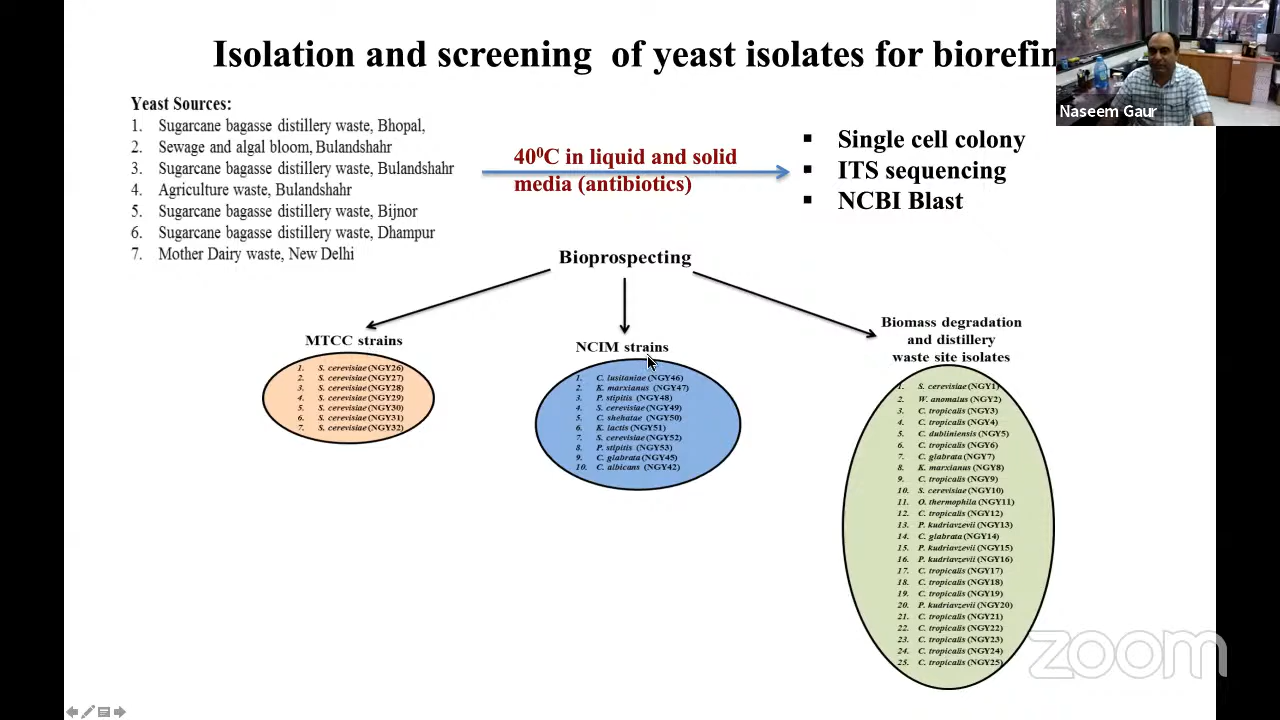 Isolation and screening of yeast isolates for biorefin
Naseem Gaur
Yeast Sources:
1. Sugarcane bagasse distillery waste, Bhopal,
2. Sewage and algal bloom, Bulandshahr
3. Sugarcane bagasse distillery waste, Bulandshahr
4. Agriculture waste, Bulandshahr
5. Sugarcane bagasse distillery waste, Bijnor
6. Sugarcane bagasse distillery waste, Dhampur
7. Mother Dairy waste, New Delhi
40⁰C in liquid and solid
media (antibiotics)
▪ Single cell colony
▪ ITS sequencing
▪ NCBI Blast
Bioprospecting
MTCC strains
1. S. cerevisiae (NGY26)
2. S. cerevisiae (NGY27)
3. S. cerevisiae (NGY28)
4. S. cerevisiae (NGY29)
5. S. cerevisiae (NGY30)
6. S. cerevisiae (NGY31)
7. S. cerevisiae (NGY32)
NCIM strains
1. C. lusitaniae (NGY46)
2. K. marxianus (NGY47)
3. P. stipitis (NGY48)
4. S. cerevisiae (NGY49)
5. C. shehatae (NGY50)
6. K. lactis (NGY51)
7. S. cerevisiae (NGY52)
8. P. stipitis (NGY53)
9. C. glabrata (NGY45)
10. C. albicans (NGY42)
Biomass degradation
and distillery
waste site isolates
1. S. cerevisiae (NGY1)
2. W. anomalus (NGY2)
3. C. tropicalis (NGY3)
4. C. tropicalis (NGY4)
5. C. dubliniensis (NGY5)
6. C. tropicalis (NGY6)
7. C. glabrata (NGY7)
8. K. marxianus (NGY8)
9. C. tropicalis (NGY9)
10. S. cerevisiae (NGY10)
11. O. thermophila (NGY11)
12. C. tropicalis (NGY12)
13. P. kudriavzevii (NGY13)
14. C. glabrata (NGY14)
15. P. kudriavzevii (NGY15)
16. P. kudriavzevii (NGY16)
17. C. tropicalis (NGY17)
18. C. tropicalis (NGY18)
19. C. tropicalis (NGY19)
20. P. kudriavzevii (NGY20)
21. C. tropicalis (NGY21)
22. C. tropicalis (NGY22)
23. C. tropicalis (NGY23)
24. C. tropicalis (NGY24)
25. C. tropicalis (NGY25)
zoom